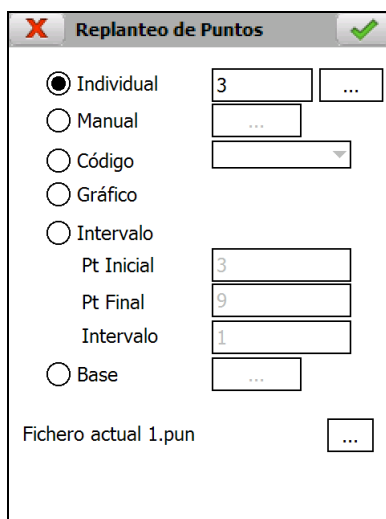 Replanteo de Puntos
Individual 3 ...
Manual ...
Código
Gráfico
Intervalo
Pt Inicial 3
Pt Final 9
Intervalo 1
Base ...
Fichero actual 1.pun ...